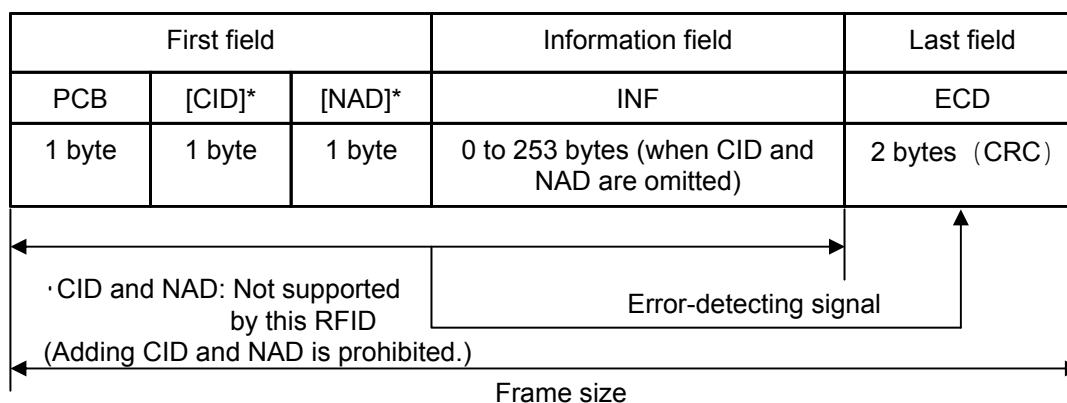 First field Information field Last field
PCB [CID]* [NAD]* INF ECD
1 byte 1 byte 1 byte 0 to 253 bytes (when CID and 2 bytes（CRC）
NAD are omitted)
･CID and NAD: Not supported
by this RFID
Error-detecting signal
(Adding CID and NAD is prohibited.)
Frame size